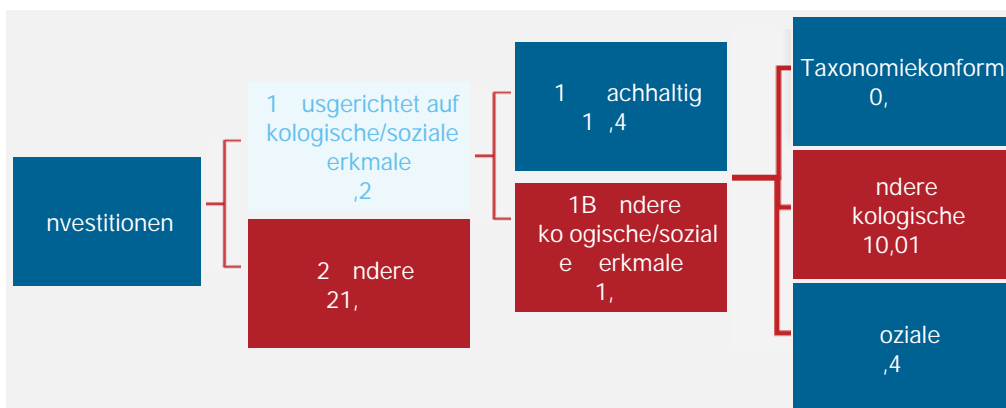 nvestitionen
1 usgerichtet auf
kologische/soziale
erkmale
,2
2 ndere
21,
1 achhaltig
1 ,4
1B ndere
ko ogische/sozial
e erkmale
1,
Taxonomiekonform
0,
ndere
kologische
10,01
oziale
,4